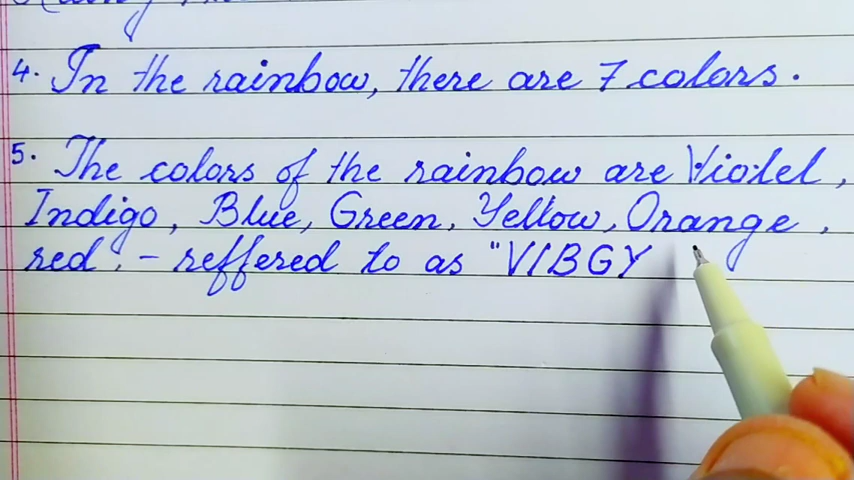 4. In the rainbow, there are 7 colors.
5. The colors of the rainbow are Violet,
Indigo, Blue, Green, Yellow, Orange,
red. - reffered to as "VIBGY